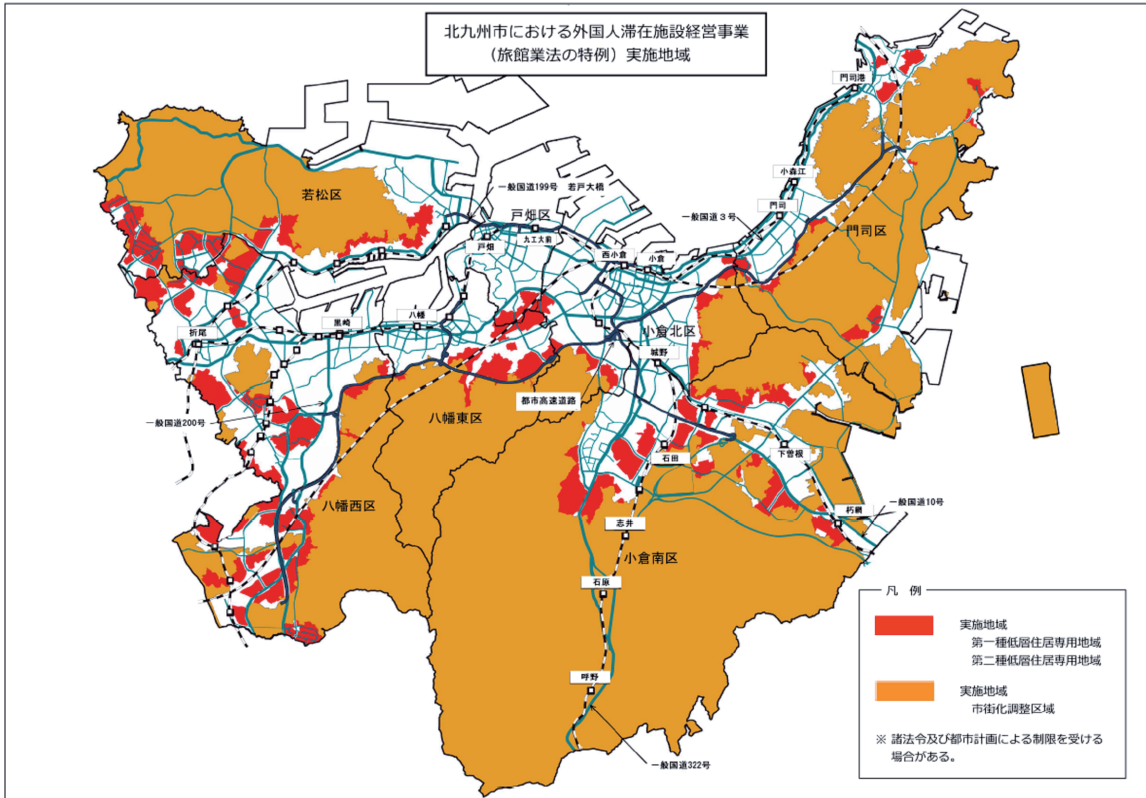 北九州市における外国人滞在施設経営事業
（旅館業法の特例）実施地域
門司港
小森江
若松区
一般国道199号
若戸大橋
戸畑区
一般国道３号
門司
門司区
戸畑
九工大前
西小倉
小倉
折尾
黒崎
八幡
小倉北区
城野
都市高速道路
八幡東区
一般国道200号
石田
下曽根
八幡西区
朽網
一般国道10号
志井
小倉南区
石原
呼野
一般国道322号
凡 例
実施地域
第一種低層住居専用地域
第二種低層住居専用地域
実施地域
市街化調整区域
※ 諸法令及び都市計画による制限を受ける
場合がある。